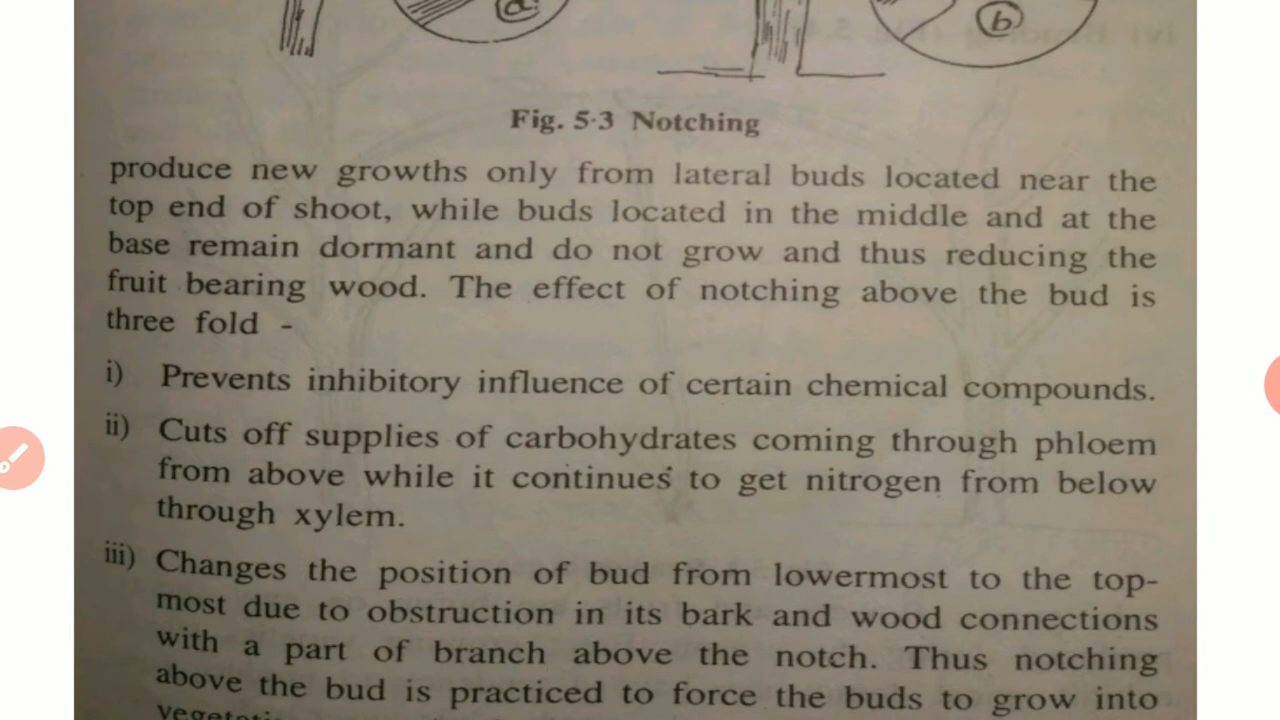 a
b
Fig. 5·3 Notching
produce new growths only from lateral buds located near the
top end of shoot, while buds located in the middle and at the
base remain dormant and do not grow and thus reducing the
fruit bearing wood. The effect of notching above the bud is
three fold -
i) Prevents inhibitory influence of certain chemical compounds.
ii) Cuts off supplies of carbohydrates coming through phloem
from above while it continues to get nitrogen from below
through xylem.
iii) Changes the position of bud from lowermost to the top-
most due to obstruction in its bark and wood connections
with a part of branch above the notch. Thus notching
above the bud is practiced to force the buds to grow into